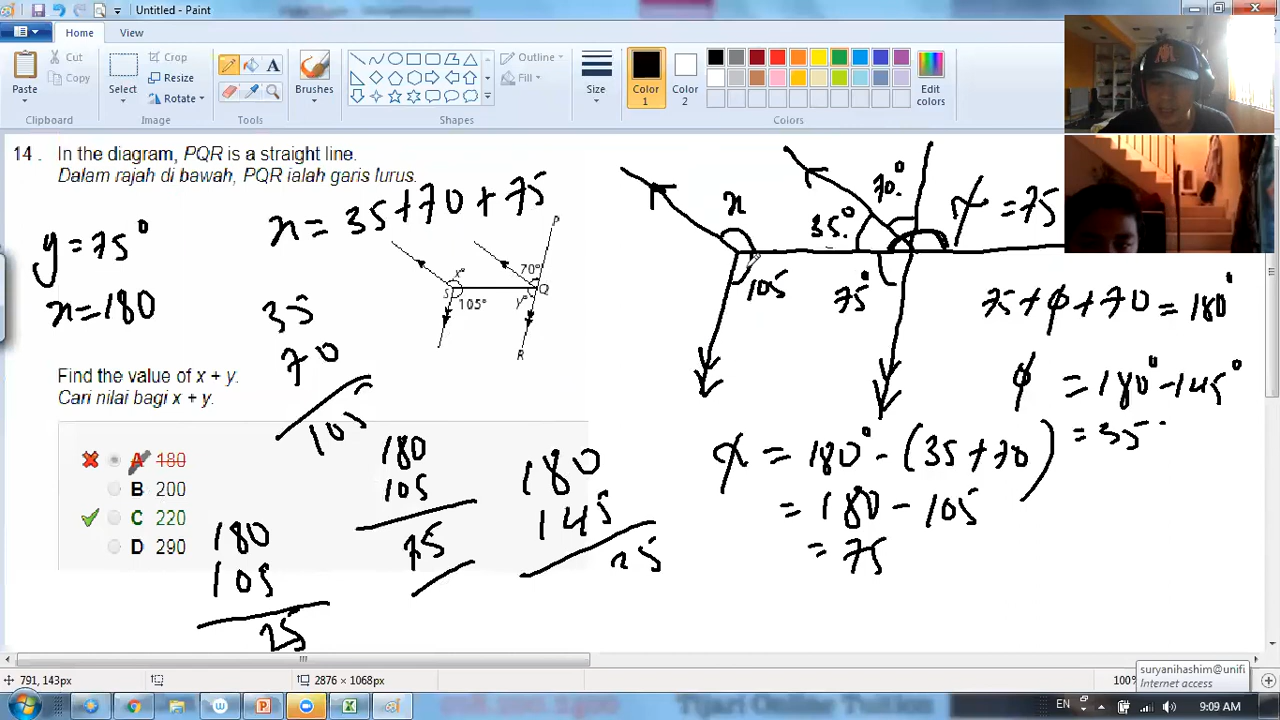 Untitled - Paint
Home
View
Paste
Cut
Copy
Clipboard
Select
Crop
Resize
Rotate
Image
Tools
Brushes
Shapes
Outline
Fill
Size
Color 1
Color 2
Edit colors
Colors
14 . In the diagram, PQR is a straight line.
Dalam rajah di bawah, PQR ialah garis lurus.
x = 35+70+75
y = 75°
x = 180
35
70
105
P
x°
70°
S
105°
y°
Q
R
x
35°
70°
= 75
105
75°
75 + ϕ + 70 = 180°
ϕ = 180° - 145°
= 35°
Find the value of x + y.
Cari nilai bagi x + y.
A 180
B 200
C 220
D 290
180
105
75
180
105
75
180
145
= 180° - (35 + 70)
= 180 - 105
= 75
791, 143px
2876 × 1068px
100%
suryanihashim@unifi
Internet access
EN
9:09 AM